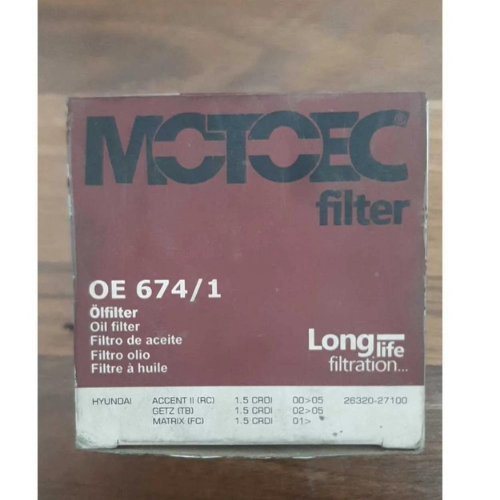 MOTOEC
filter
OE 674/1
Ölfilter
Oil filter
Filtro de aceite
Filtro olio
Filtre à huile
Long life
filtration...
HYUNDAI ACCENT II (RC) 1.5 CRDI 00>05 26320-27100
GETZ (TB) 1.5 CRDI 02>05
MATRIX (FC) 1.5 CRDI 01>